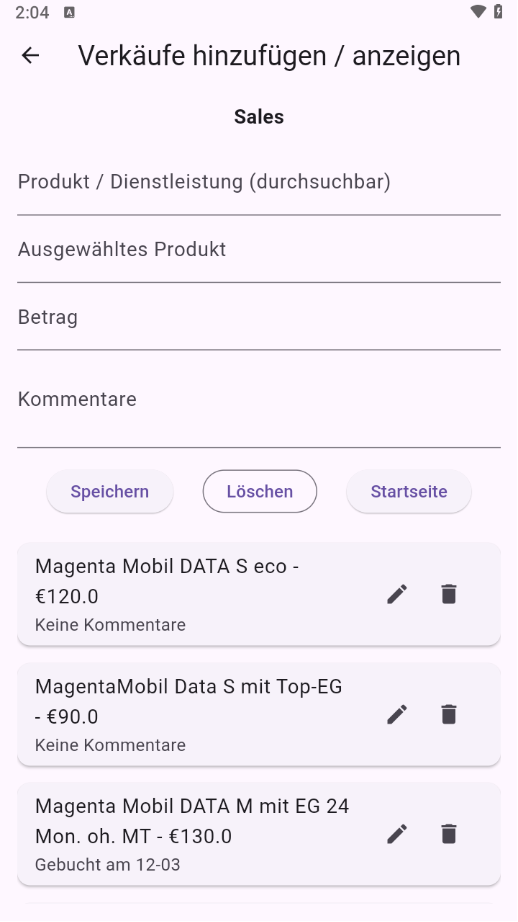 2:04
A
Verkäufe hinzufügen / anzeigen
Sales
Produkt / Dienstleistung (durchsuchbar)
Ausgewähltes Produkt
Betrag
Kommentare
Speichern Löschen Startseite
Magenta Mobil DATA S eco -
€120.0
Keine Kommentare
MagentaMobil Data S mit Top-EG
- €90.0
Keine Kommentare
Magenta Mobil DATA M mit EG 24
Mon. oh. MT - €130.0
Gebucht am 12-03